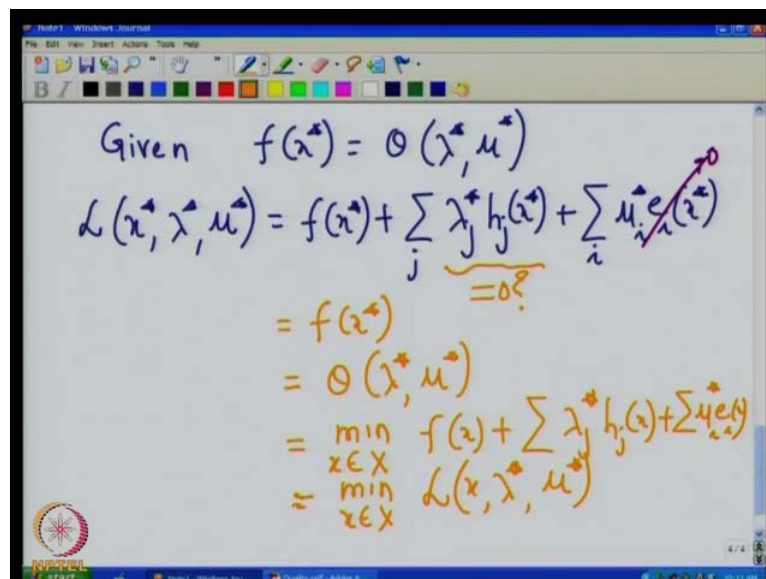 Note1 - Windows Journal
File Edit View Insert Actions Tools Help
B I
Given f(x*) = θ(λ*, μ*)
L(x*, λ*, μ*) = f(x*) + Σ_j λ_j* h_j(x*) + Σ_i μ_i* e_i(x*) → 0
= 0?
= f(x*)
= θ(λ*, μ*)
= min_{x∈X} f(x) + Σ λ_j* h_j(x) + Σ μ_i* e_i(x)
= min_{x∈X} L(x, λ*, μ*)
4/4
NPTEL
start